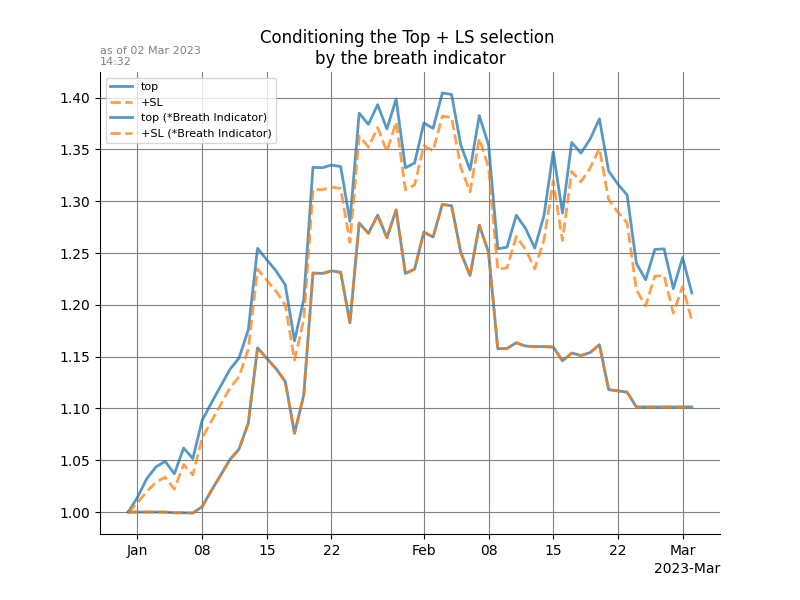 Conditioning the Top + LS selection
by the breath indicator
as of 02 Mar 2023
14:32
top
+SL
top (*Breath Indicator)
+SL (*Breath Indicator)
1.40
1.35
1.30
1.25
1.20
1.15
1.10
1.05
1.00
Jan 08 15 22 Feb 08 15 22 Mar
2023-Mar